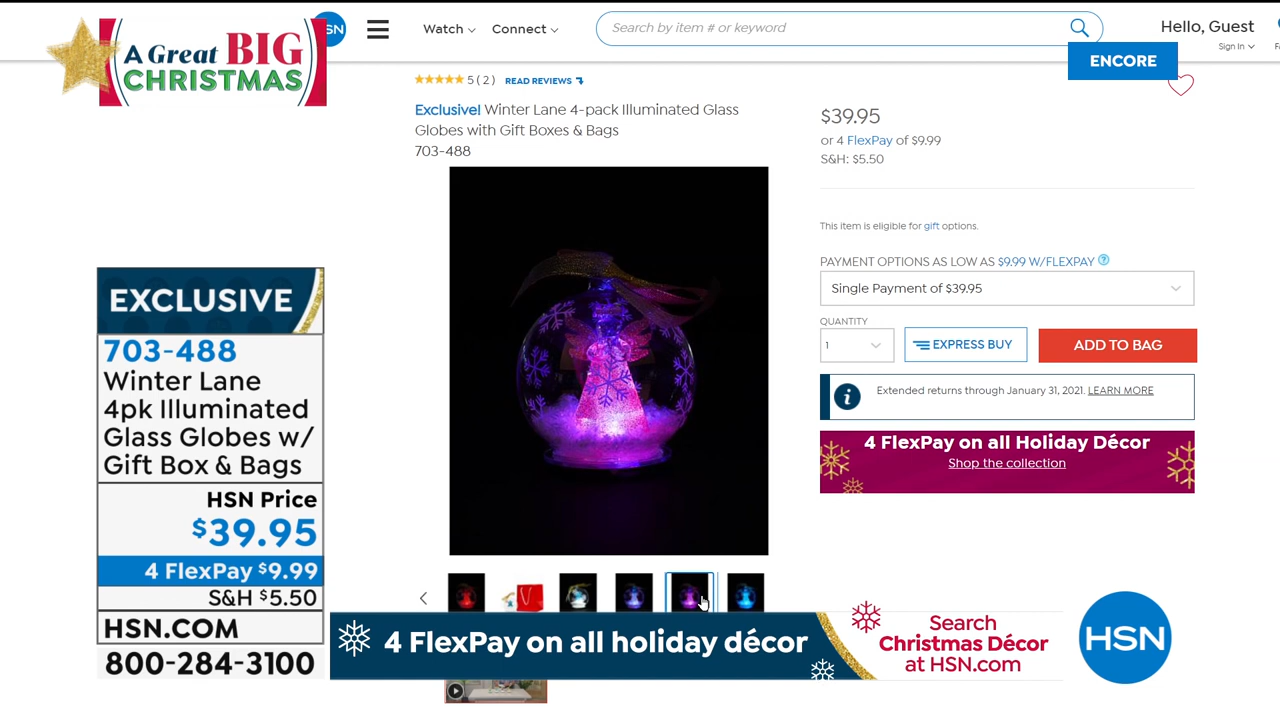 A Great BIG
CHRISTMAS
SN
Watch
Connect
Search by item # or keyword
Hello, Guest
Sign In
ENCORE
5 ( 2 )
READ REVIEWS
Exclusive! Winter Lane 4-pack Illuminated Glass
Globes with Gift Boxes & Bags
703-488
$39.95
or 4 FlexPay of $9.99
S&H: $5.50
This item is eligible for gift options.
PAYMENT OPTIONS AS LOW AS $9.99 W/FLEXPAY ?
Single Payment of $39.95
QUANTITY
1
EXPRESS BUY
ADD TO BAG
i
Extended returns through January 31, 2021. LEARN MORE
4 FlexPay on all Holiday Décor
Shop the collection
EXCLUSIVE
703-488
Winter Lane
4pk Illuminated
Glass Globes w/
Gift Box & Bags
HSN Price
$39.95
4 FlexPay $9.99
S&H $5.50
HSN.COM
800-284-3100
4 FlexPay on all holiday décor
Search
Christmas Décor
at HSN.com
HSN